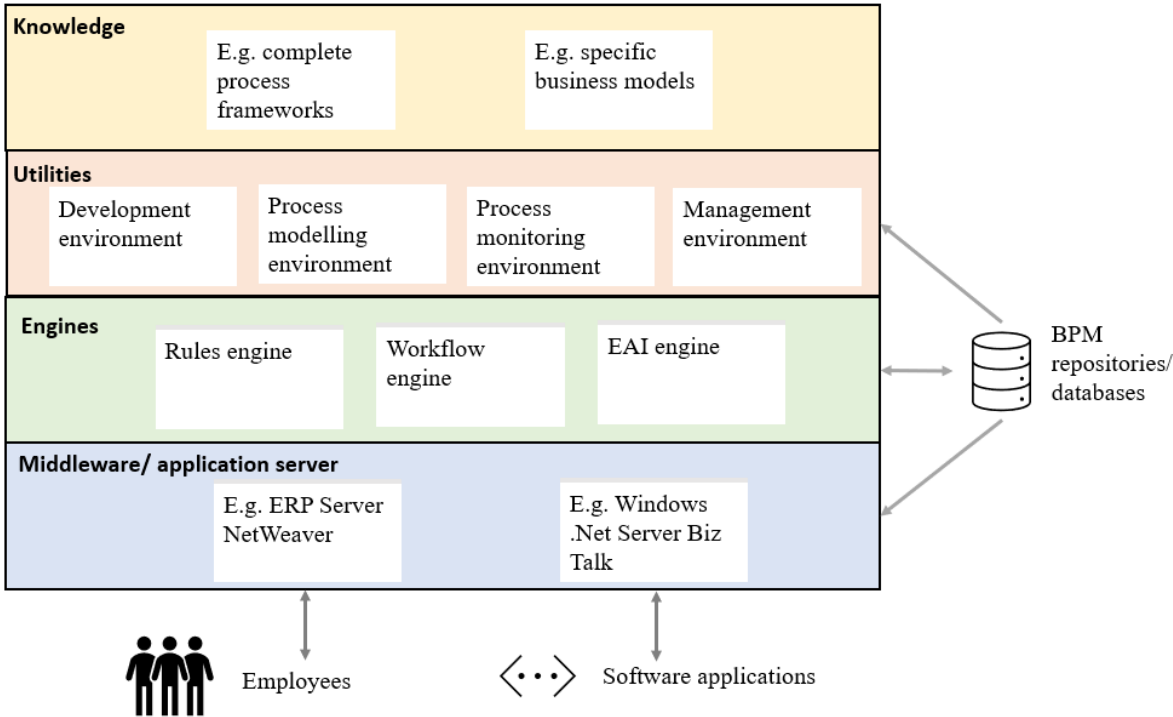 Knowledge
E.g. complete
process
frameworks
E.g. specific
business models
Utilities
Development
environment
Process
modelling
environment
Process
monitoring
environment
Management
environment
Engines
Rules engine
Workflow
engine
EAI engine
BPM
repositories/
databases
Middleware/ application server
E.g. ERP Server
NetWeaver
E.g. Windows
.Net Server Biz
Talk
Employees
Software applications